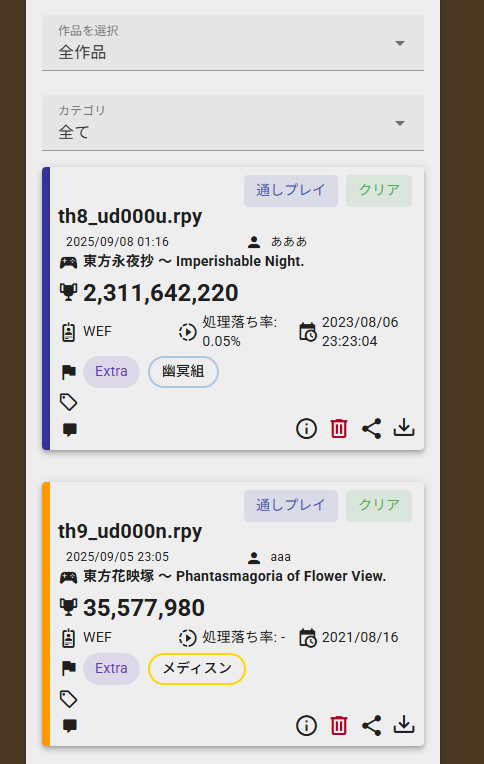 作品を選択
全作品
カテゴリ
全て
通しプレイ クリア
th8_ud000u.rpy
2025/09/08 01:16 あああ
東方永夜抄 ～ Imperishable Night.
2,311,642,220
WEF 処理落ち率: 0.05% 2023/08/06 23:23:04
Extra 幽冥組
通しプレイ クリア
th9_ud000n.rpy
2025/09/05 23:05 aaa
東方花映塚 ～ Phantasmagoria of Flower View.
35,577,980
WEF 処理落ち率: - 2021/08/16
Extra メディスン